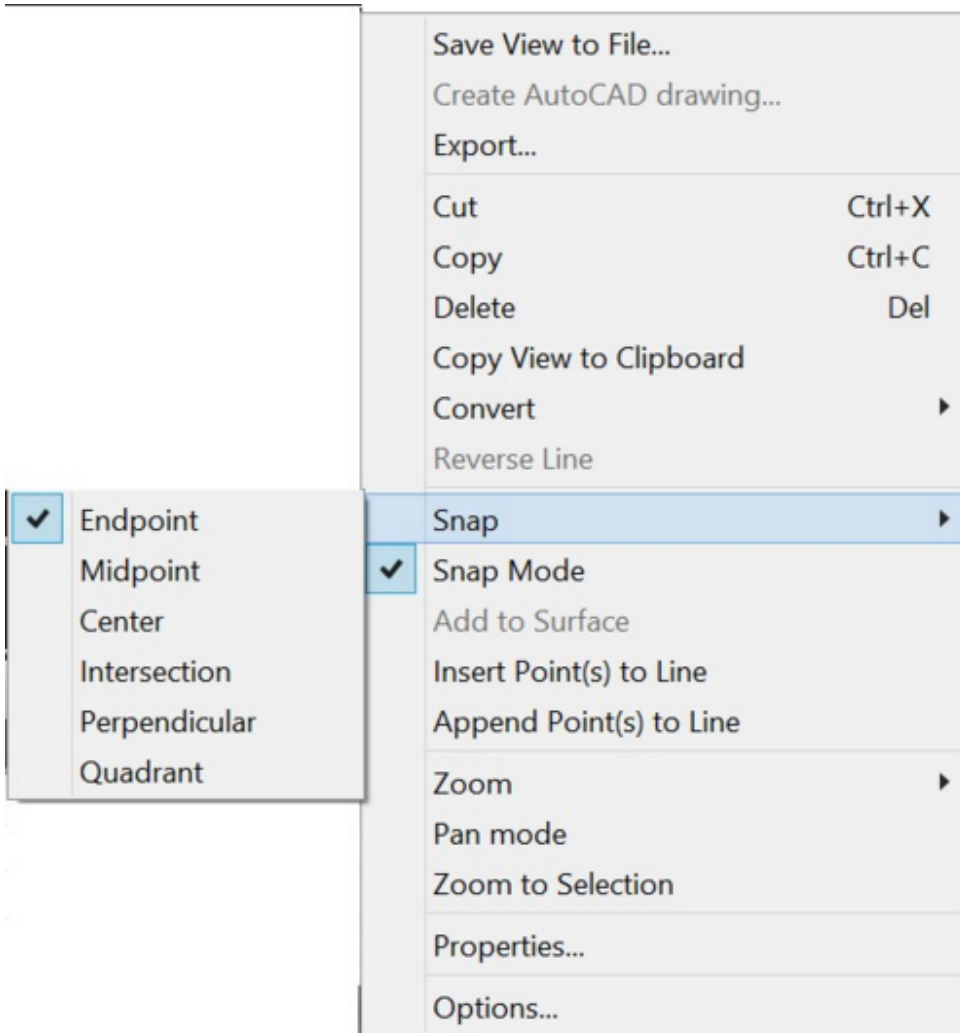 Save View to File...
Create AutoCAD drawing...
Export...
Cut Ctrl+X
Copy Ctrl+C
Delete Del
Copy View to Clipboard
Convert
Reverse Line
Snap
Snap Mode
Add to Surface
Insert Point(s) to Line
Append Point(s) to Line
Zoom
Pan mode
Zoom to Selection
Properties...
Options...
Endpoint
Midpoint
Center
Intersection
Perpendicular
Quadrant